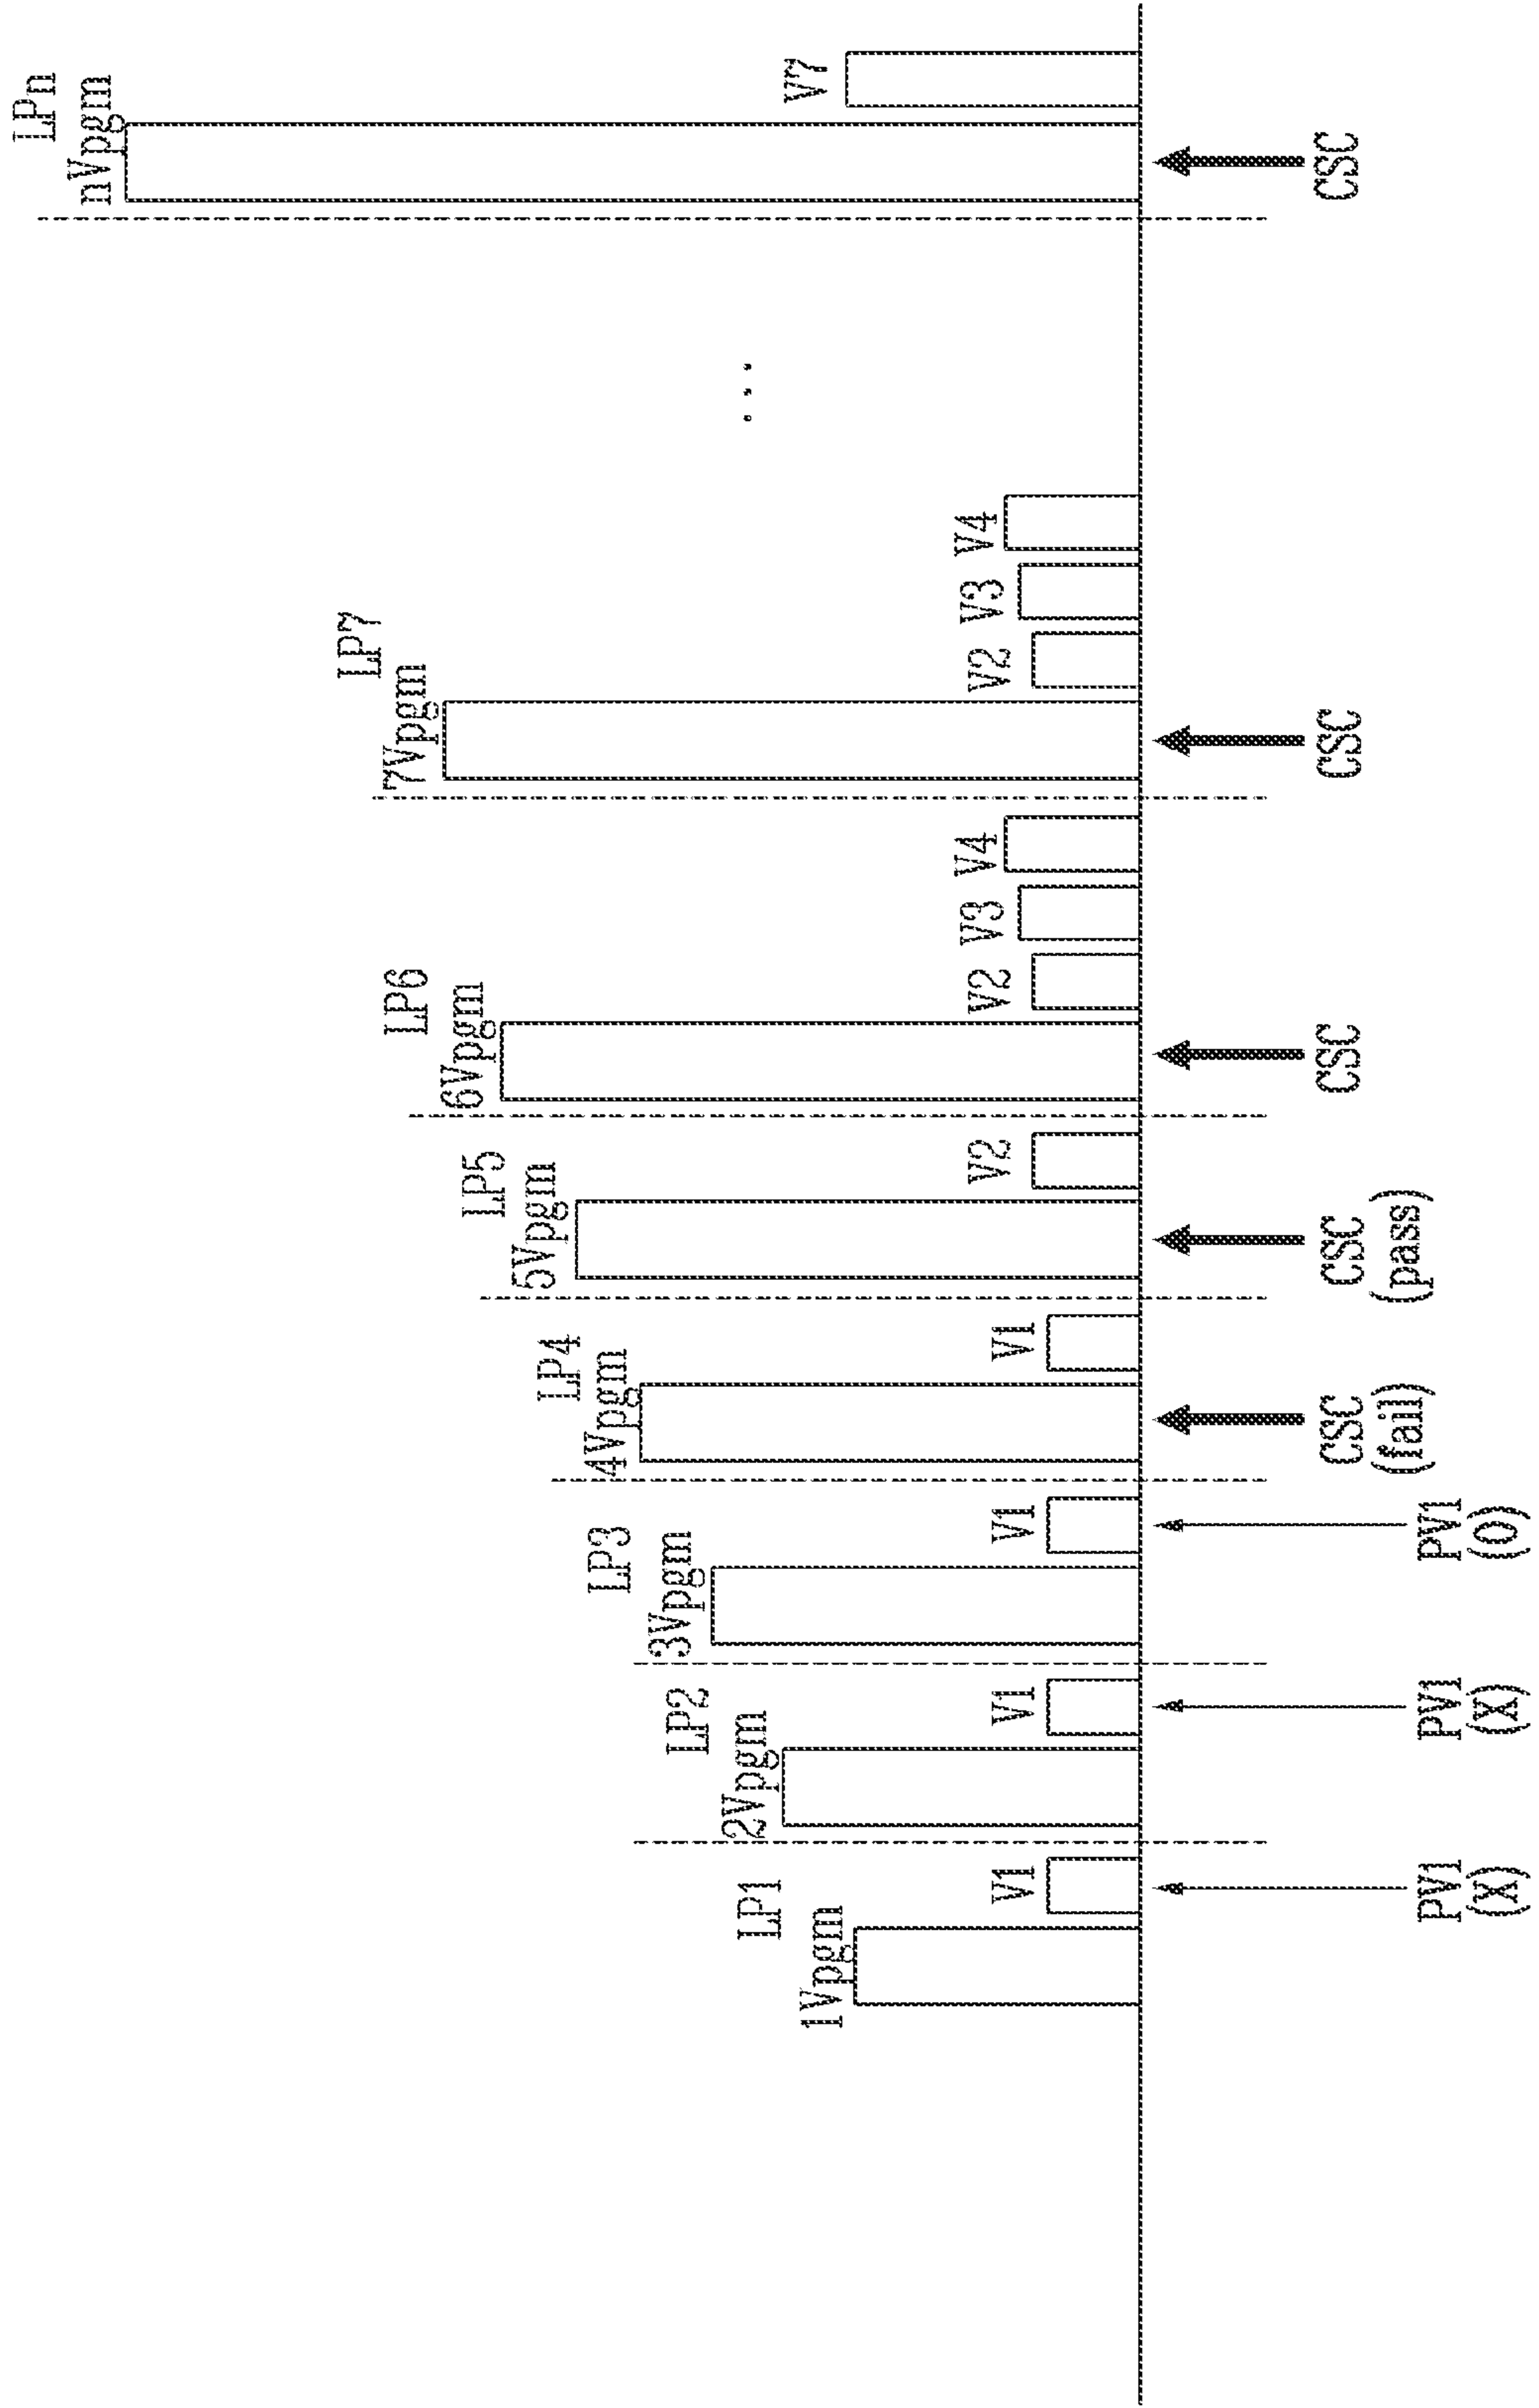 LP1
1Vpgm
V1
PV1
(X)
LP2
2Vpgm
V1
PV1
(X)
LP3
3Vpgm
V1
PV1
(O)
LP4
4Vpgm
V1
CSC
(fail)
LP5
5Vpgm
V2
CSC
(pass)
LP6
6Vpgm
V2
V3
V4
CSC
LP7
7Vpgm
V2
V3
V4
CSC
...
LPn
nVpgm
V7
CSC